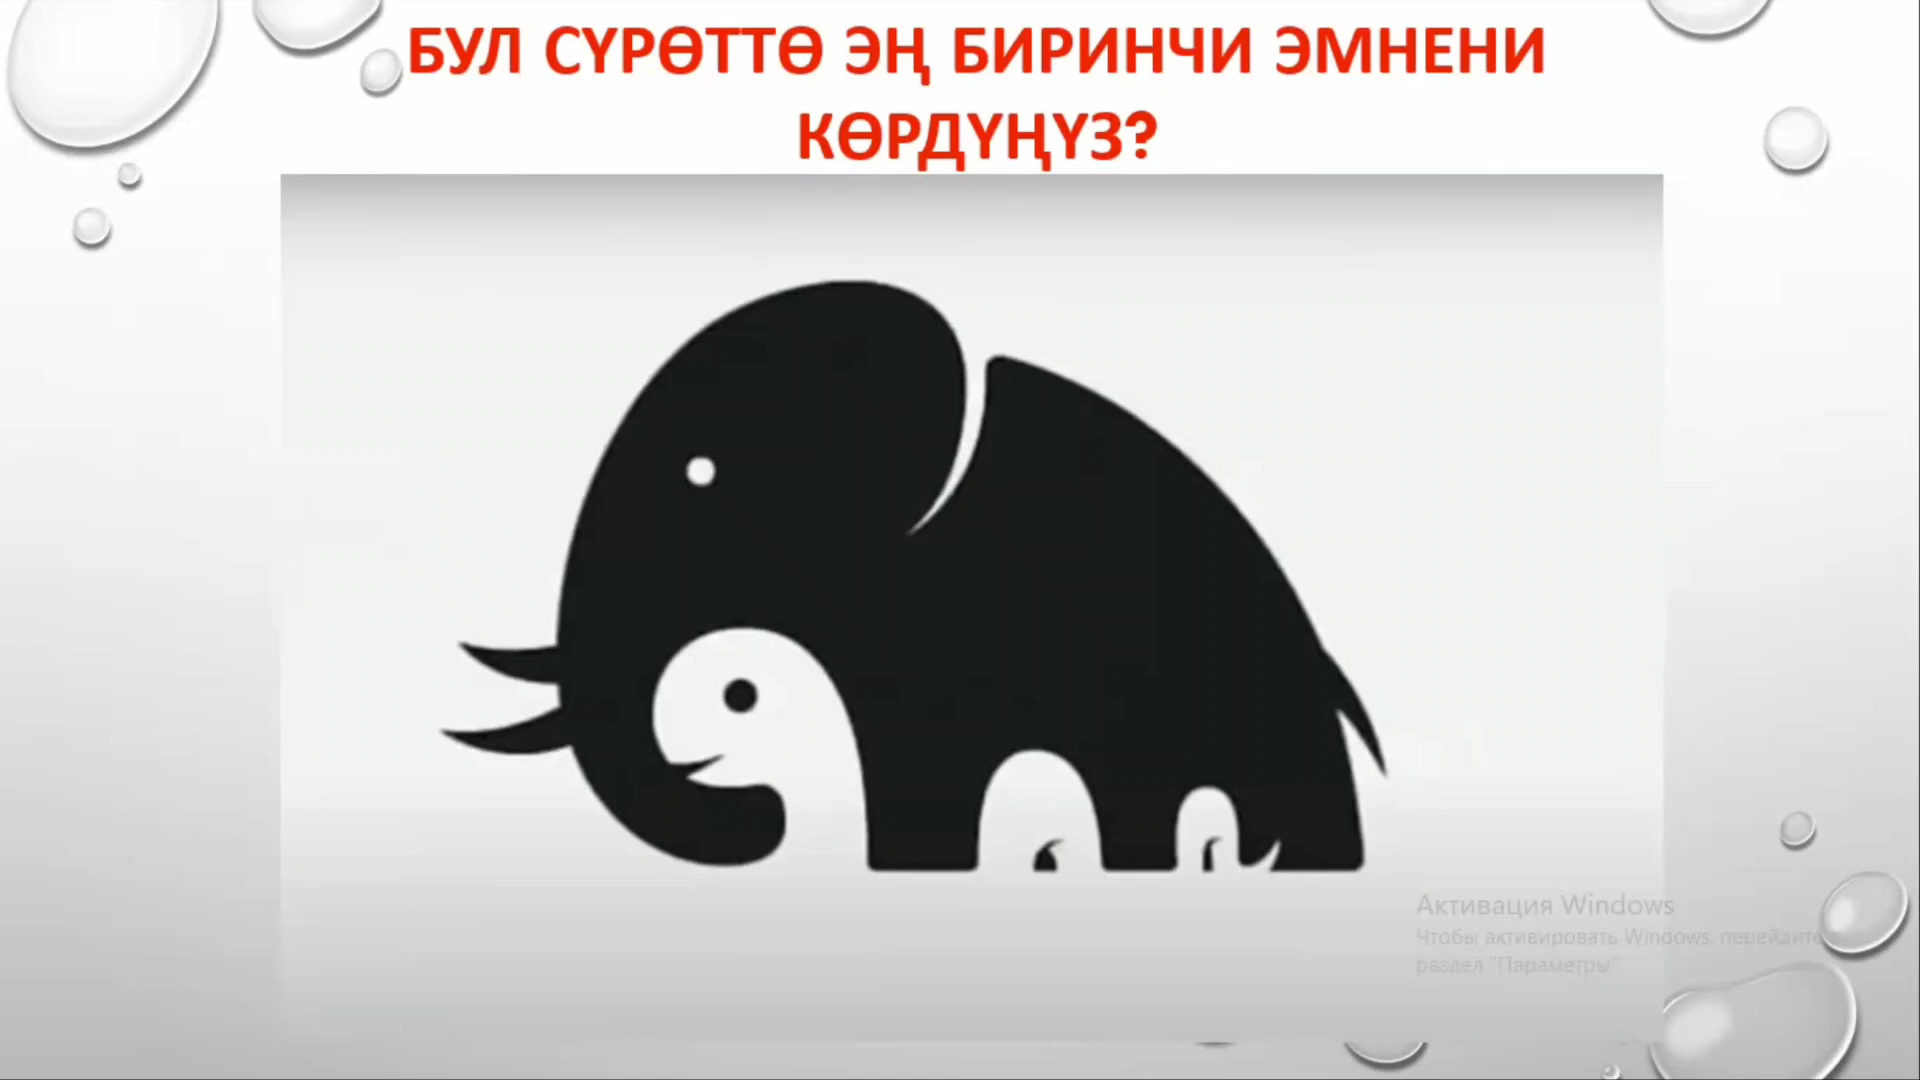 БУЛ СҮРӨТТӨ ЭҢ БИРИНЧИ ЭМНЕНИ
КӨРДҮҢҮЗ?
Активация Windows
Чтобы активировать Windows, перейдите
раздел "Параметры".